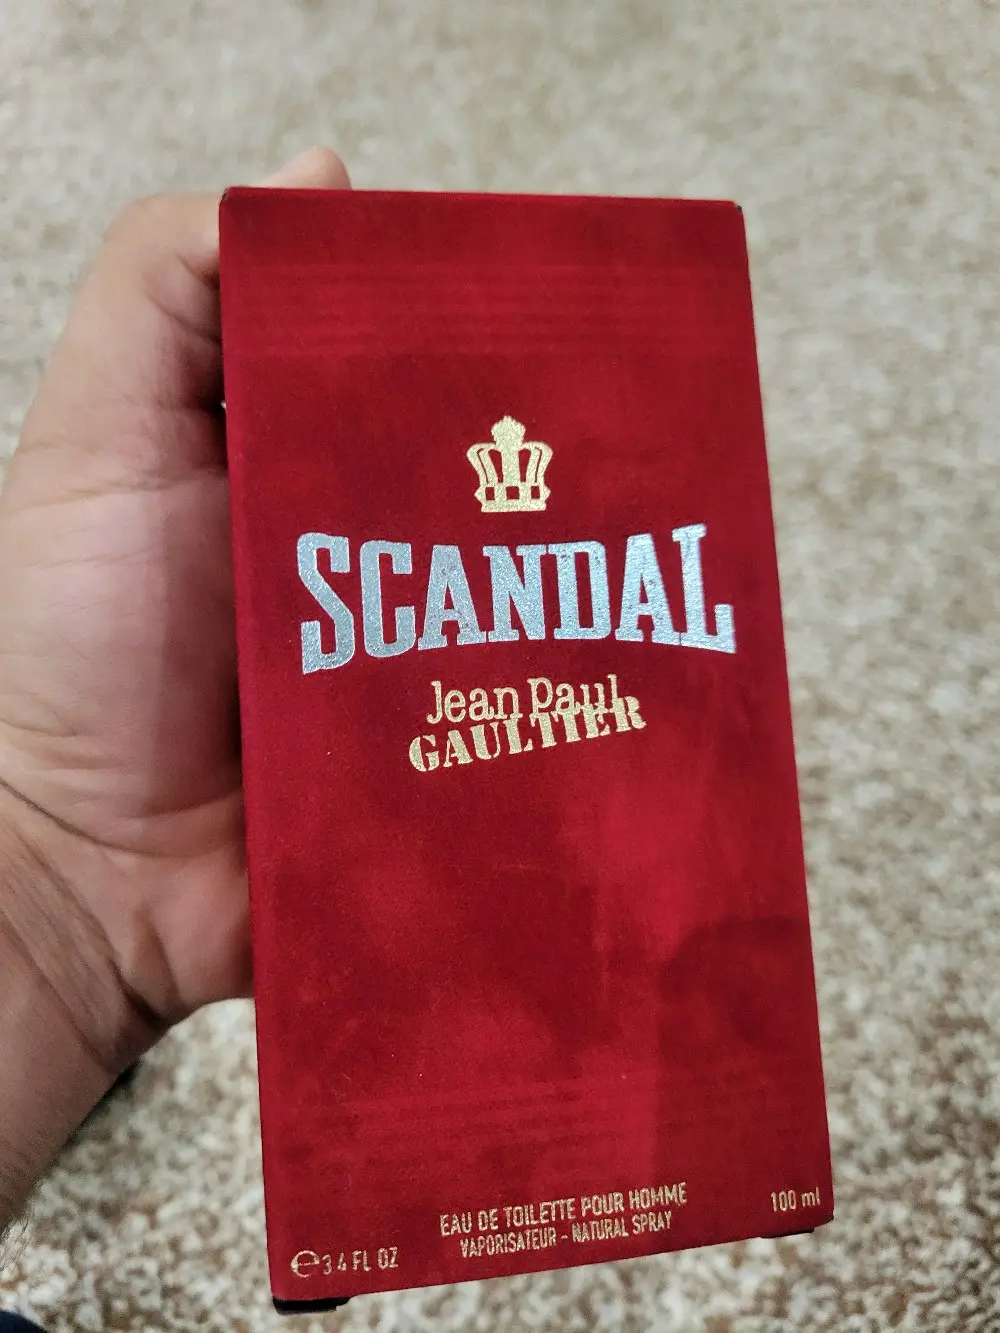 SCANDAL
Jean Paul
GAULTIER
EAU DE TOILETTE POUR HOMME
VAPORISATEUR - NATURAL SPRAY
100 ml
℮ 3.4 FL OZ